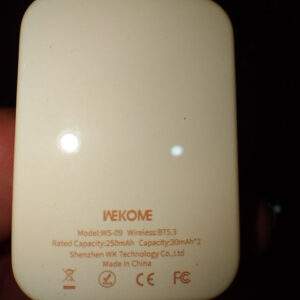 WEKOME
Model:WS-09 Wireless:BT5.3
Rated Capacity:250mAh Capacity:30mAh*2
Shenzhen WK Technology Co.,Ltd
Made in China
CE FC